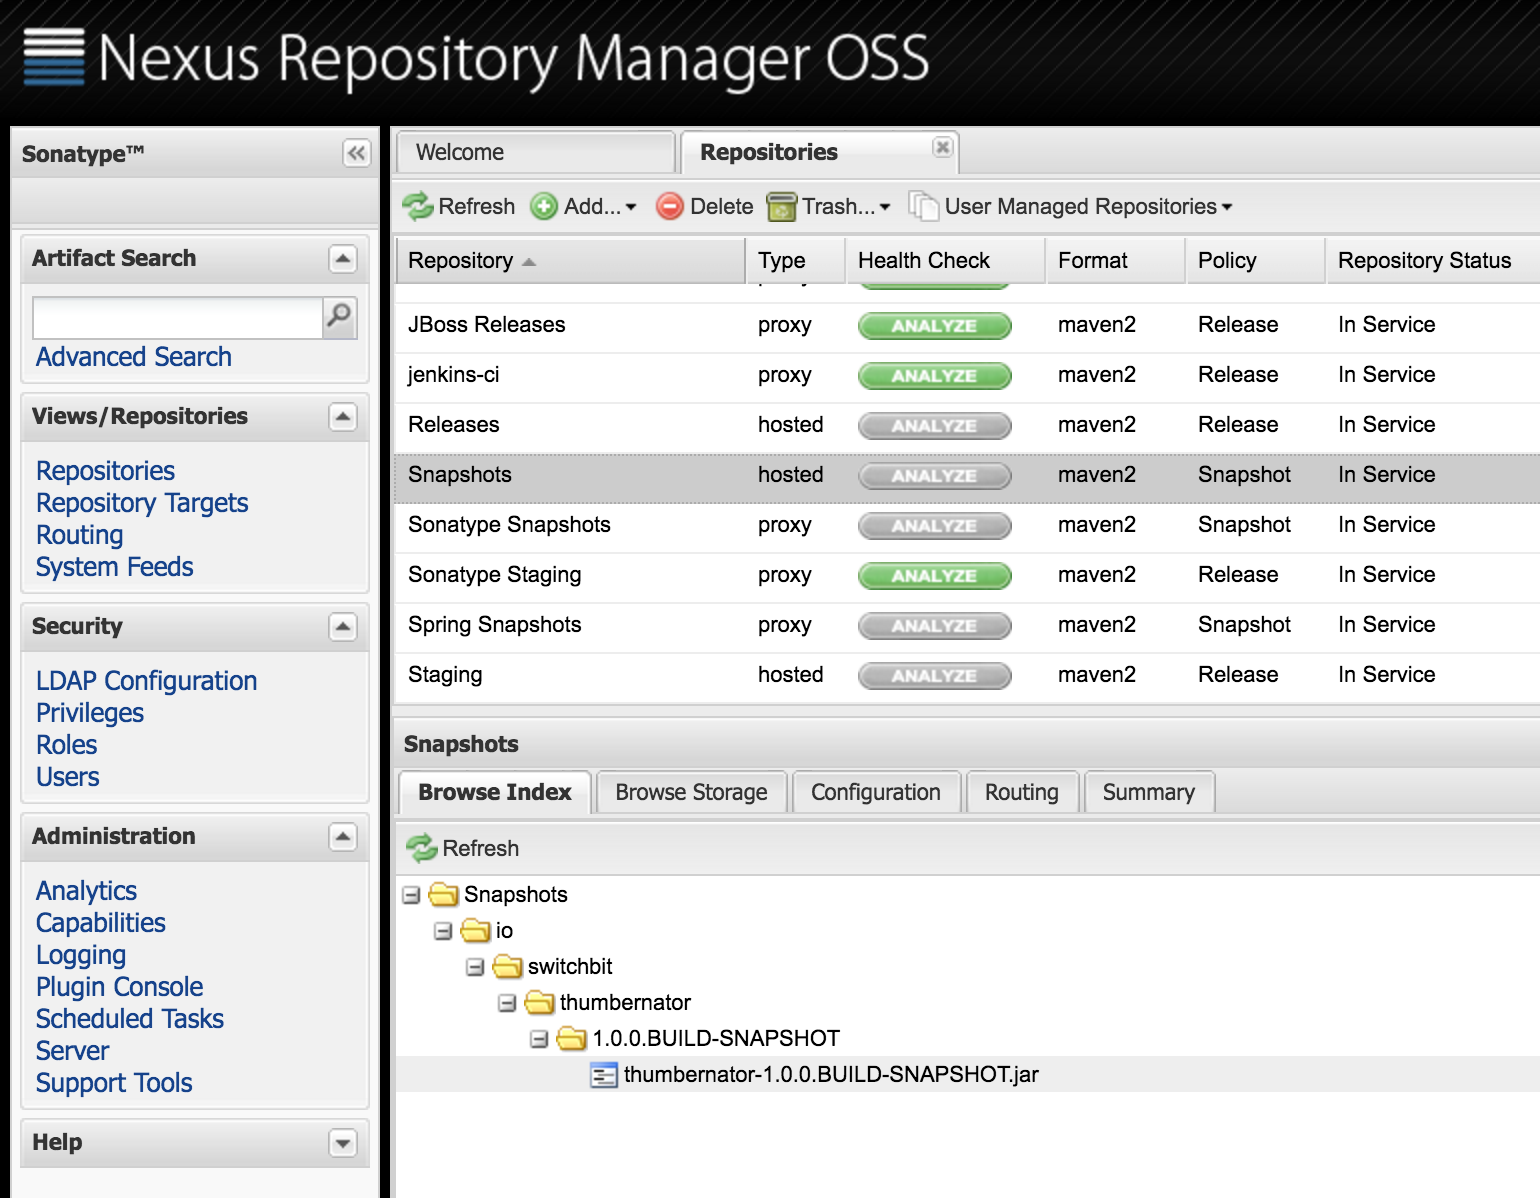 Nexus Repository Manager OSS
Sonatype™
Artifact Search
Advanced Search
Views/Repositories
Repositories
Repository Targets
Routing
System Feeds
Security
LDAP Configuration
Privileges
Roles
Users
Administration
Analytics
Capabilities
Logging
Plugin Console
Scheduled Tasks
Server
Support Tools
Help
Welcome Repositories
Refresh Add... Delete Trash... User Managed Repositories
Repository Type Health Check Format Policy Repository Status
JBoss Releases proxy ANALYZE maven2 Release In Service
jenkins-ci proxy ANALYZE maven2 Release In Service
Releases hosted ANALYZE maven2 Release In Service
Snapshots hosted ANALYZE maven2 Snapshot In Service
Sonatype Snapshots proxy ANALYZE maven2 Snapshot In Service
Sonatype Staging proxy ANALYZE maven2 Release In Service
Spring Snapshots proxy ANALYZE maven2 Snapshot In Service
Staging hosted ANALYZE maven2 Release In Service
Snapshots
Browse Index Browse Storage Configuration Routing Summary
Refresh
Snapshots
io
switchbit
thumbernator
1.0.0.BUILD-SNAPSHOT
thumbernator-1.0.0.BUILD-SNAPSHOT.jar